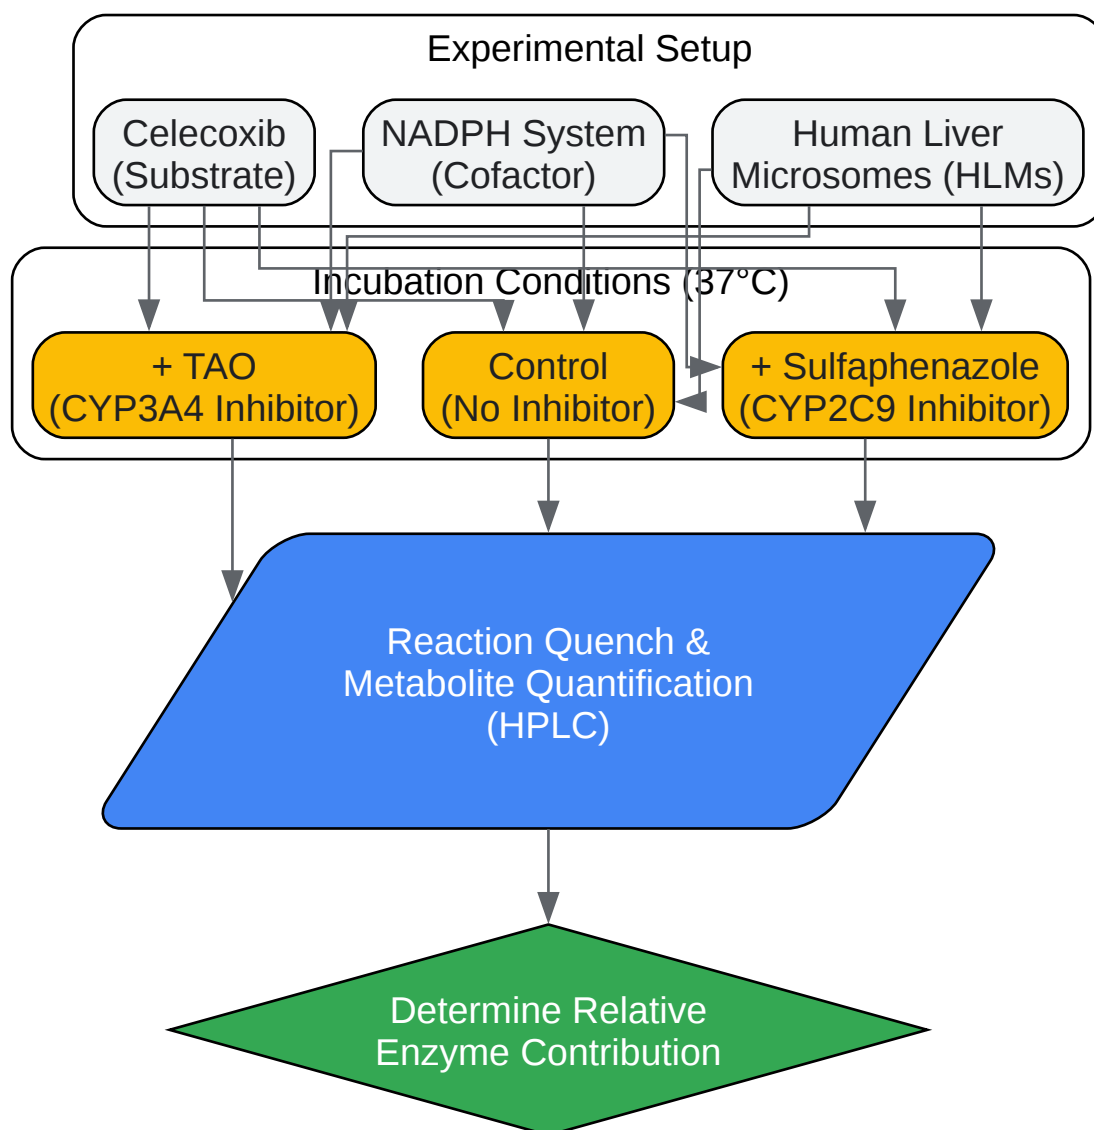 Experimental Setup
Celecoxib
(Substrate)
NADPH System
(Cofactor)
Human Liver
Microsomes (HLMs)
Incubation Conditions (37°C)
+ TAO
(CYP3A4 Inhibitor)
Control
(No Inhibitor)
+ Sulfaphenazole
(CYP2C9 Inhibitor)
Reaction Quench &
Metabolite Quantification
(HPLC)
Determine Relative
Enzyme Contribution